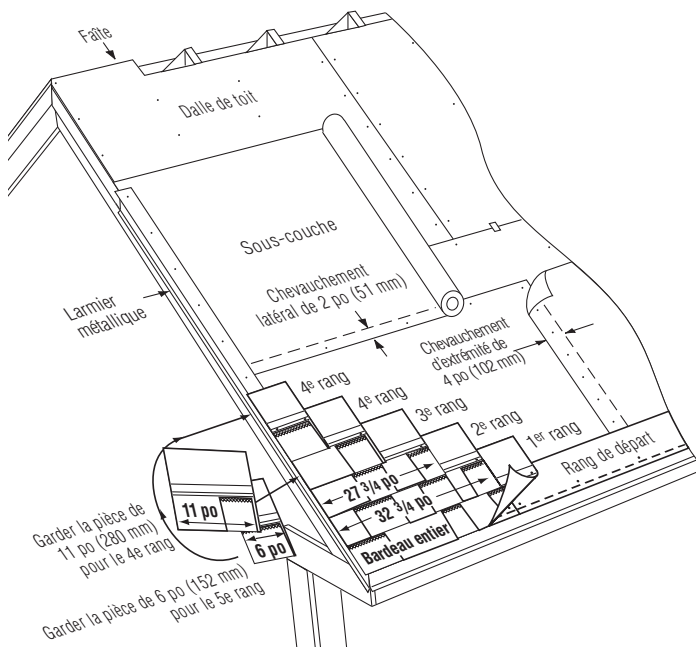 Faîte
Dalle de toit
Sous-couche
Chevauchement
latéral de 2 po (51 mm)
Larmier
métallique
Chevauchement
d'extrémité de
4 po (102 mm)
4e rang
4e rang
3e rang
2e rang
1er rang
Rang de départ
27 3/4 po
32 3/4 po
Bardeau entier
11 po
6 po
Garder la pièce de
11 po (280 mm)
pour le 4e rang
Garder la pièce de 6 po (152 mm)
pour le 5e rang